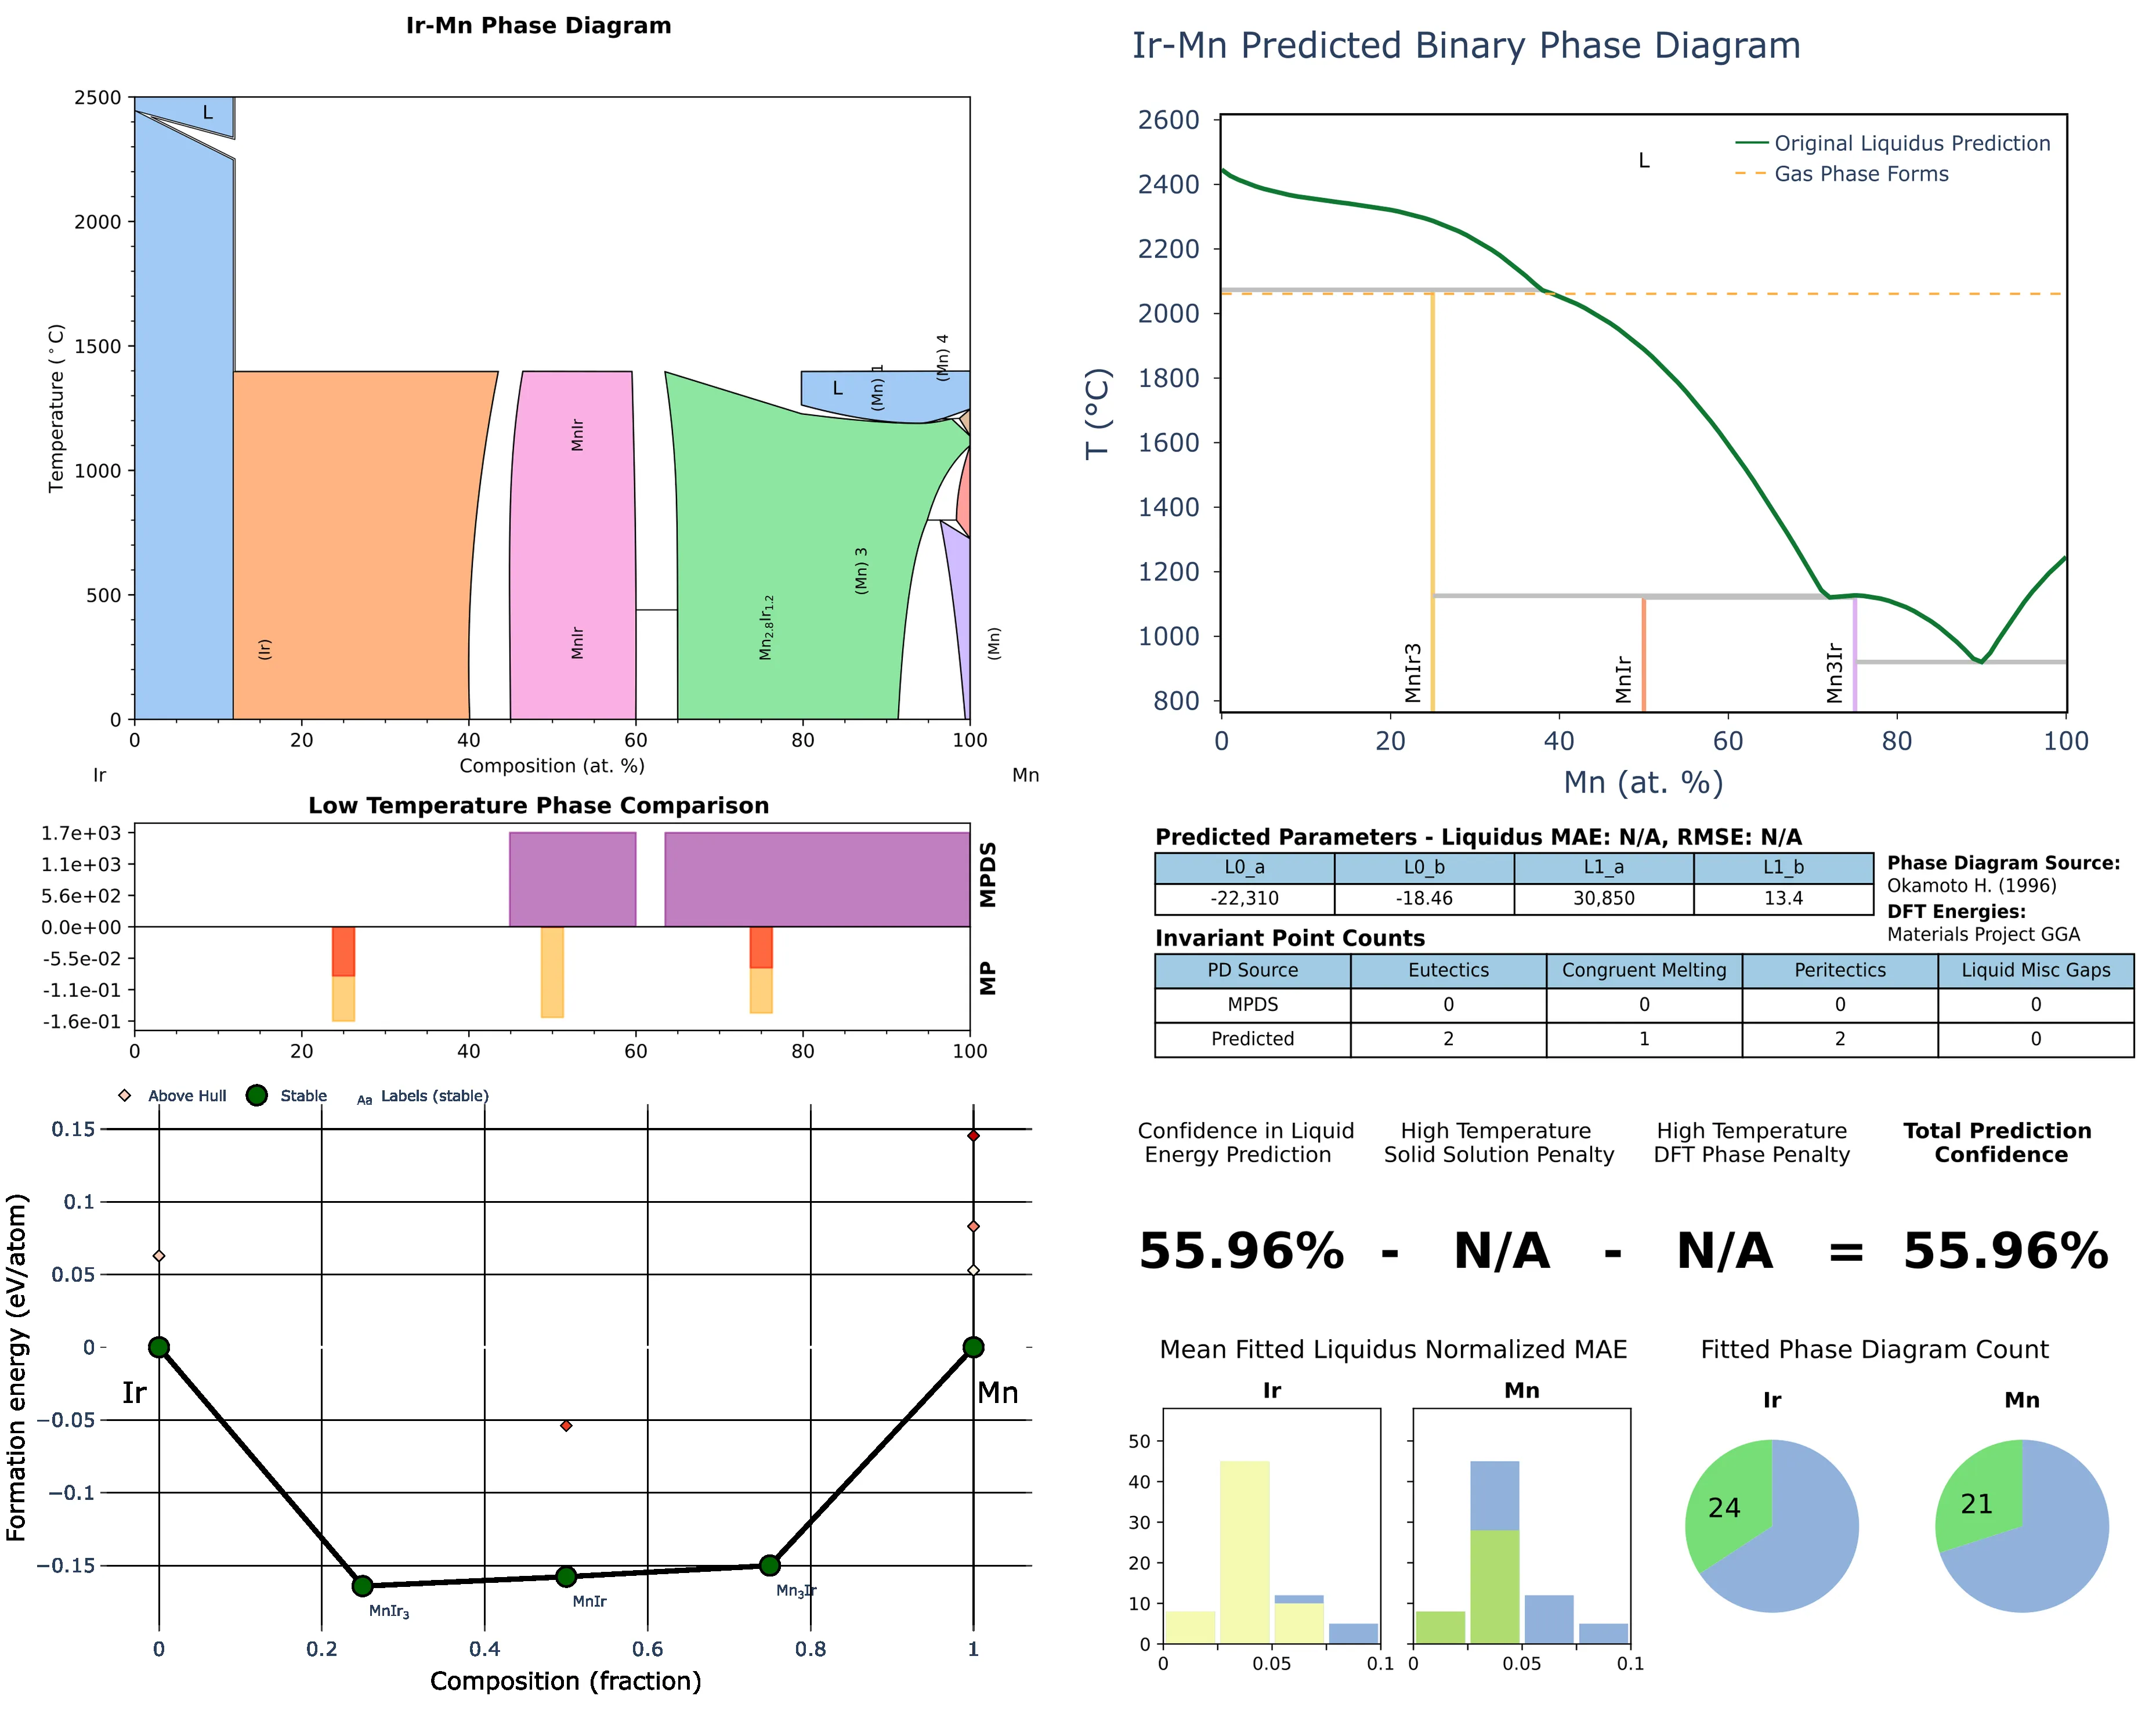 Ir-Mn Phase Diagram
2500
2000
1500
1000
500
0
Temperature (°C)
L
(Ir)
MnIr
MnIr
Mn2.8Ir1.2
(Mn) 3
L
(Mn) 1
(Mn) 4
(Mn)
0 20 40 60 80 100
Composition (at. %)
Ir
Mn
Low Temperature Phase Comparison
1.7e+03
1.1e+03
5.6e+02
0.0e+00
-5.5e-02
-1.1e-01
-1.6e-01
MPDS
MP
0 20 40 60 80 100
Above Hull Stable Aa Labels (stable)
0.15
0.1
0.05
0
−0.05
−0.1
−0.15
Formation energy (eV/atom)
Ir
Mn
MnIr3
MnIr
Mn3Ir
0 0.2 0.4 0.6 0.8 1
Composition (fraction)
Ir-Mn Predicted Binary Phase Diagram
2600
2400
2200
2000
1800
1600
1400
1200
1000
800
T (°C)
L
Original Liquidus Prediction
Gas Phase Forms
MnIr3
MnIr
Mn3Ir
0 20 40 60 80 100
Mn (at. %)
Predicted Parameters - Liquidus MAE: N/A, RMSE: N/A
L0_a L0_b L1_a L1_b
-22,310 -18.46 30,850 13.4
Phase Diagram Source:
Okamoto H. (1996)
DFT Energies:
Materials Project GGA
Invariant Point Counts
PD Source Eutectics Congruent Melting Peritectics Liquid Misc Gaps
MPDS 0 0 0 0
Predicted 2 1 2 0
Confidence in Liquid
Energy Prediction
High Temperature
Solid Solution Penalty
High Temperature
DFT Phase Penalty
Total Prediction
Confidence
55.96% - N/A - N/A = 55.96%
Mean Fitted Liquidus Normalized MAE
Ir
Mn
50
40
30
20
10
0
0 0.05 0.1
0 0.05 0.1
Fitted Phase Diagram Count
Ir
Mn
24
21